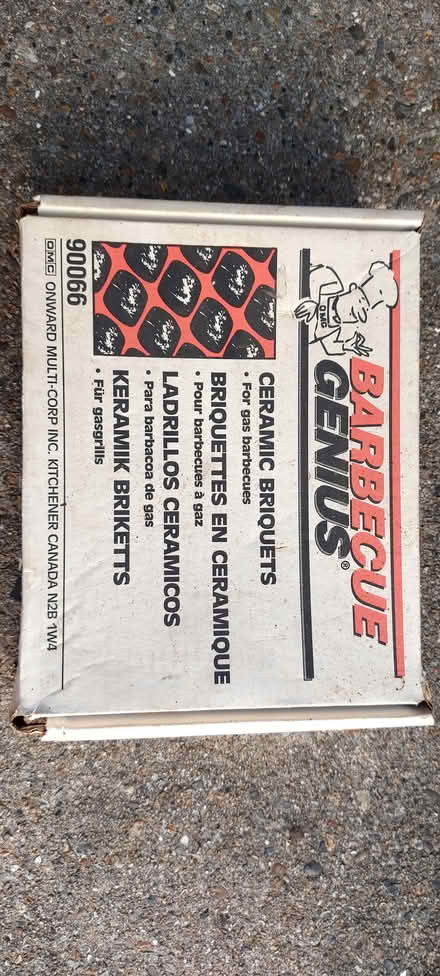 BARBECUE
GENIUS®
OMC
CERAMIC BRIQUETS
• For gas barbecues
BRIQUETTES EN CERAMIQUE
• Pour barbecues à gaz
LADRILLOS CERAMICOS
• Para barbacoa de gas
KERAMIK BRIKETTS
• Für gasgrills
90066
OMC ONWARD MULTI-CORP INC. KITCHENER CANADA N2B 1W4